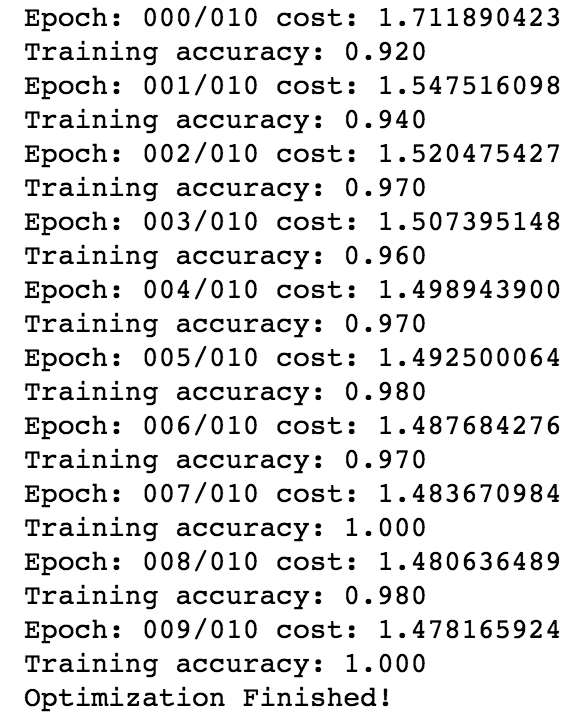 Epoch: 000/010 cost: 1.711890423
Training accuracy: 0.920
Epoch: 001/010 cost: 1.547516098
Training accuracy: 0.940
Epoch: 002/010 cost: 1.520475427
Training accuracy: 0.970
Epoch: 003/010 cost: 1.507395148
Training accuracy: 0.960
Epoch: 004/010 cost: 1.498943900
Training accuracy: 0.970
Epoch: 005/010 cost: 1.492500064
Training accuracy: 0.980
Epoch: 006/010 cost: 1.487684276
Training accuracy: 0.970
Epoch: 007/010 cost: 1.483670984
Training accuracy: 1.000
Epoch: 008/010 cost: 1.480636489
Training accuracy: 0.980
Epoch: 009/010 cost: 1.478165924
Training accuracy: 1.000
Optimization Finished!